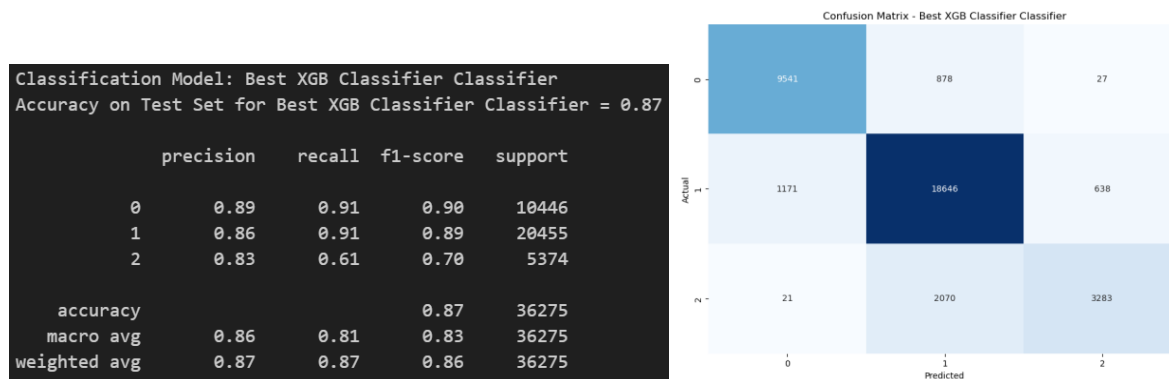 Classification Model: Best XGB Classifier Classifier
Accuracy on Test Set for Best XGB Classifier Classifier = 0.87
precision recall f1-score support
0 0.89 0.91 0.90 10446
1 0.86 0.91 0.89 20455
2 0.83 0.61 0.70 5374
accuracy 0.87 36275
macro avg 0.86 0.81 0.83 36275
weighted avg 0.87 0.87 0.86 36275
Confusion Matrix - Best XGB Classifier Classifier
Actual
0 9541 878 27
1 1171 18646 638
2 21 2070 3283
0 1 2
Predicted